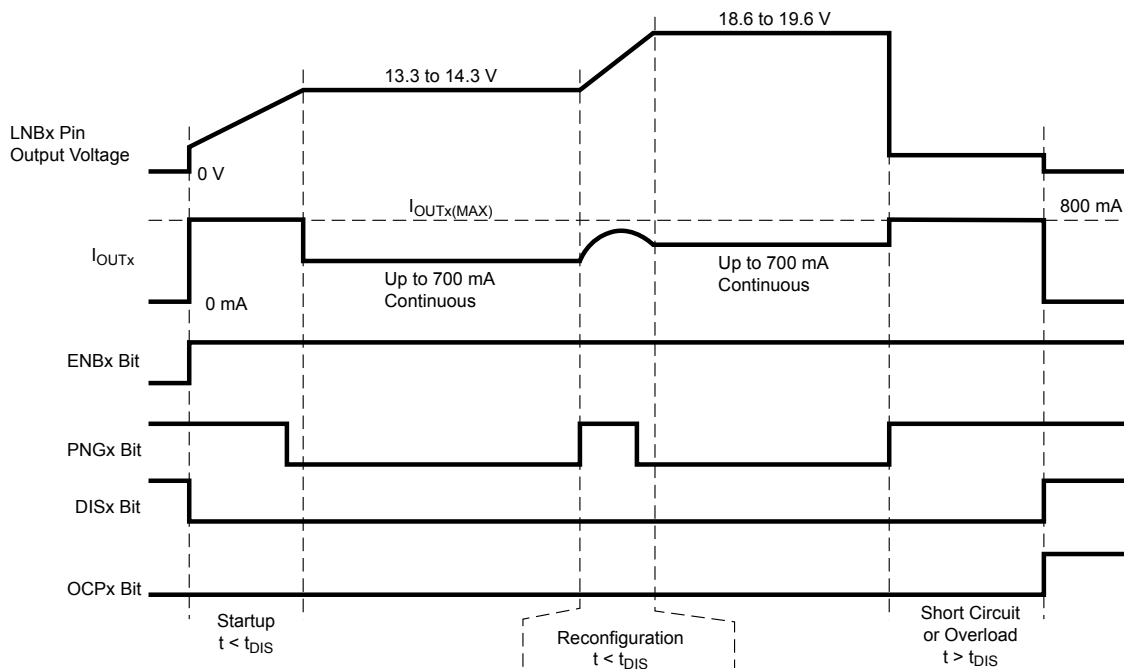 18.6 to 19.6 V
13.3 to 14.3 V
LNBx Pin
Output Voltage
0 V
IOUTx(MAX)
800 mA
IOUTx
Up to 700 mA
Continuous
Up to 700 mA
Continuous
0 mA
ENBx Bit
PNGx Bit
DISx Bit
OCPx Bit
Startup
t < tDIS
Reconfiguration
t < tDIS
Short Circuit
or Overload
t > tDIS